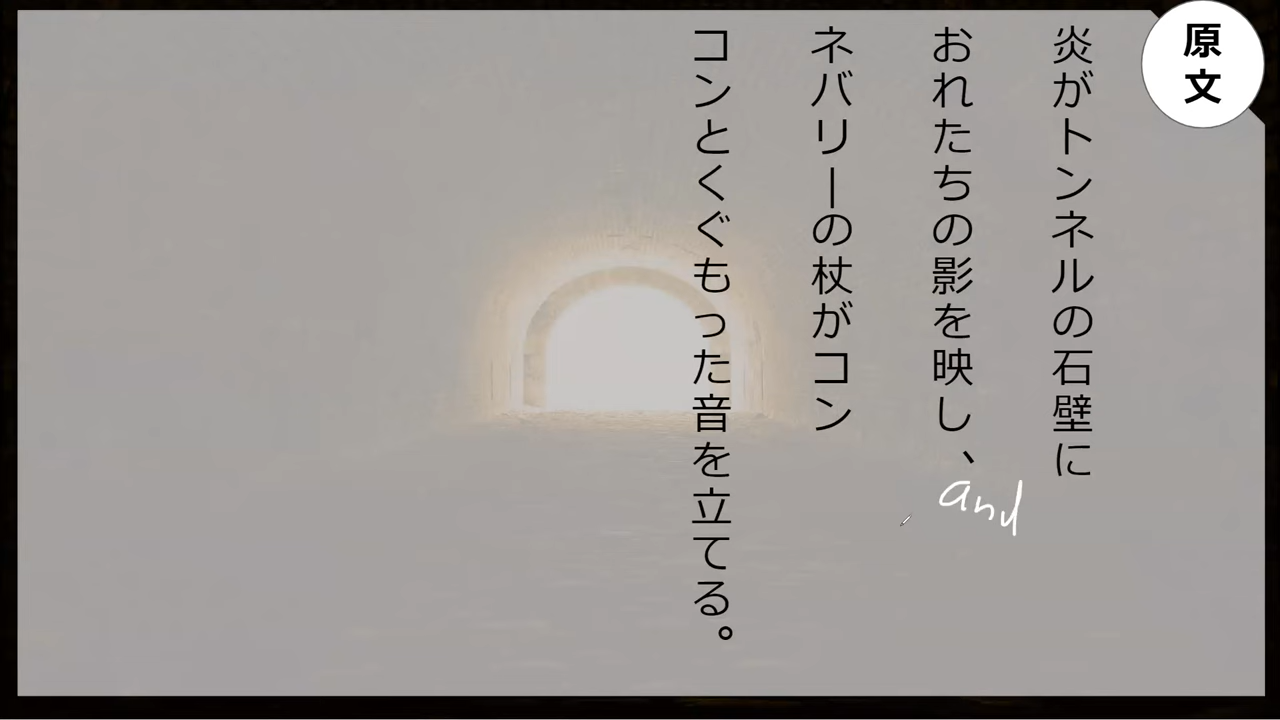 原文
炎がトンネルの石壁に
おれたちの影を映し、
and
ネバリーの杖がコン
コンとくぐもった音を立てる。